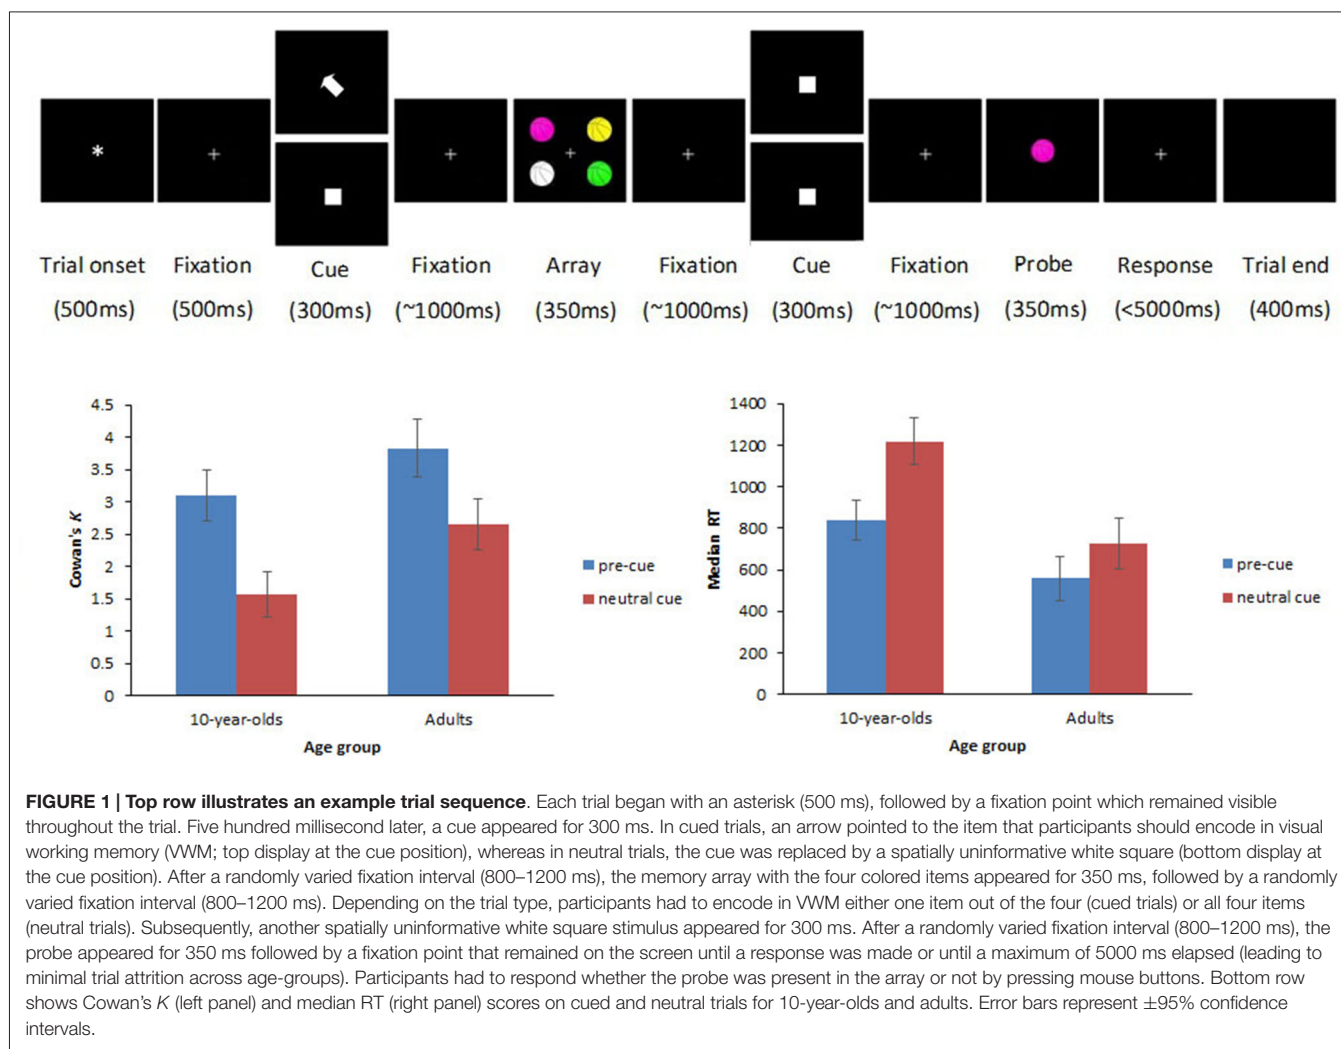 *
Trial onset Fixation Cue Fixation Array Fixation Cue Fixation Probe Response Trial end
(500ms) (500ms) (300ms) (~1000ms) (350ms) (~1000ms) (300ms) (~1000ms) (350ms) (<5000ms) (400ms)
4.5
4
3.5
3
2.5
2
1.5
1
0.5
0
Cowan's K
10-year-olds Adults
Age group
pre-cue
neutral cue
1400
1200
1000
800
600
400
200
0
Median RT
10-year-olds Adults
Age group
pre-cue
neutral cue
FIGURE 1 | Top row illustrates an example trial sequence. Each trial began with an asterisk (500 ms), followed by a fixation point which remained visible
throughout the trial. Five hundred millisecond later, a cue appeared for 300 ms. In cued trials, an arrow pointed to the item that participants should encode in visual
working memory (VWM; top display at the cue position), whereas in neutral trials, the cue was replaced by a spatially uninformative white square (bottom display at
the cue position). After a randomly varied fixation interval (800–1200 ms), the memory array with the four colored items appeared for 350 ms, followed by a randomly
varied fixation interval (800–1200 ms). Depending on the trial type, participants had to encode in VWM either one item out of the four (cued trials) or all four items
(neutral trials). Subsequently, another spatially uninformative white square stimulus appeared for 300 ms. After a randomly varied fixation interval (800–1200 ms), the
probe appeared for 350 ms followed by a fixation point that remained on the screen until a response was made or until a maximum of 5000 ms elapsed (leading to
minimal trial attrition across age-groups). Participants had to respond whether the probe was present in the array or not by pressing mouse buttons. Bottom row
shows Cowan's K (left panel) and median RT (right panel) scores on cued and neutral trials for 10-year-olds and adults. Error bars represent ±95% confidence
intervals.